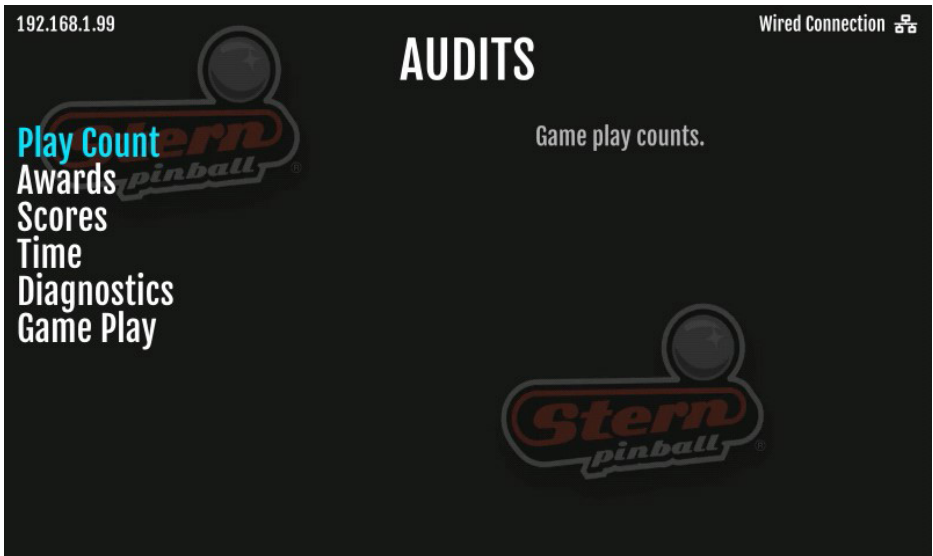 192.168.1.99
Wired Connection
AUDITS
Play Count
Awards
Scores
Time
Diagnostics
Game Play
Game play counts.
Stern
pinball
®
Stern
pinball
®